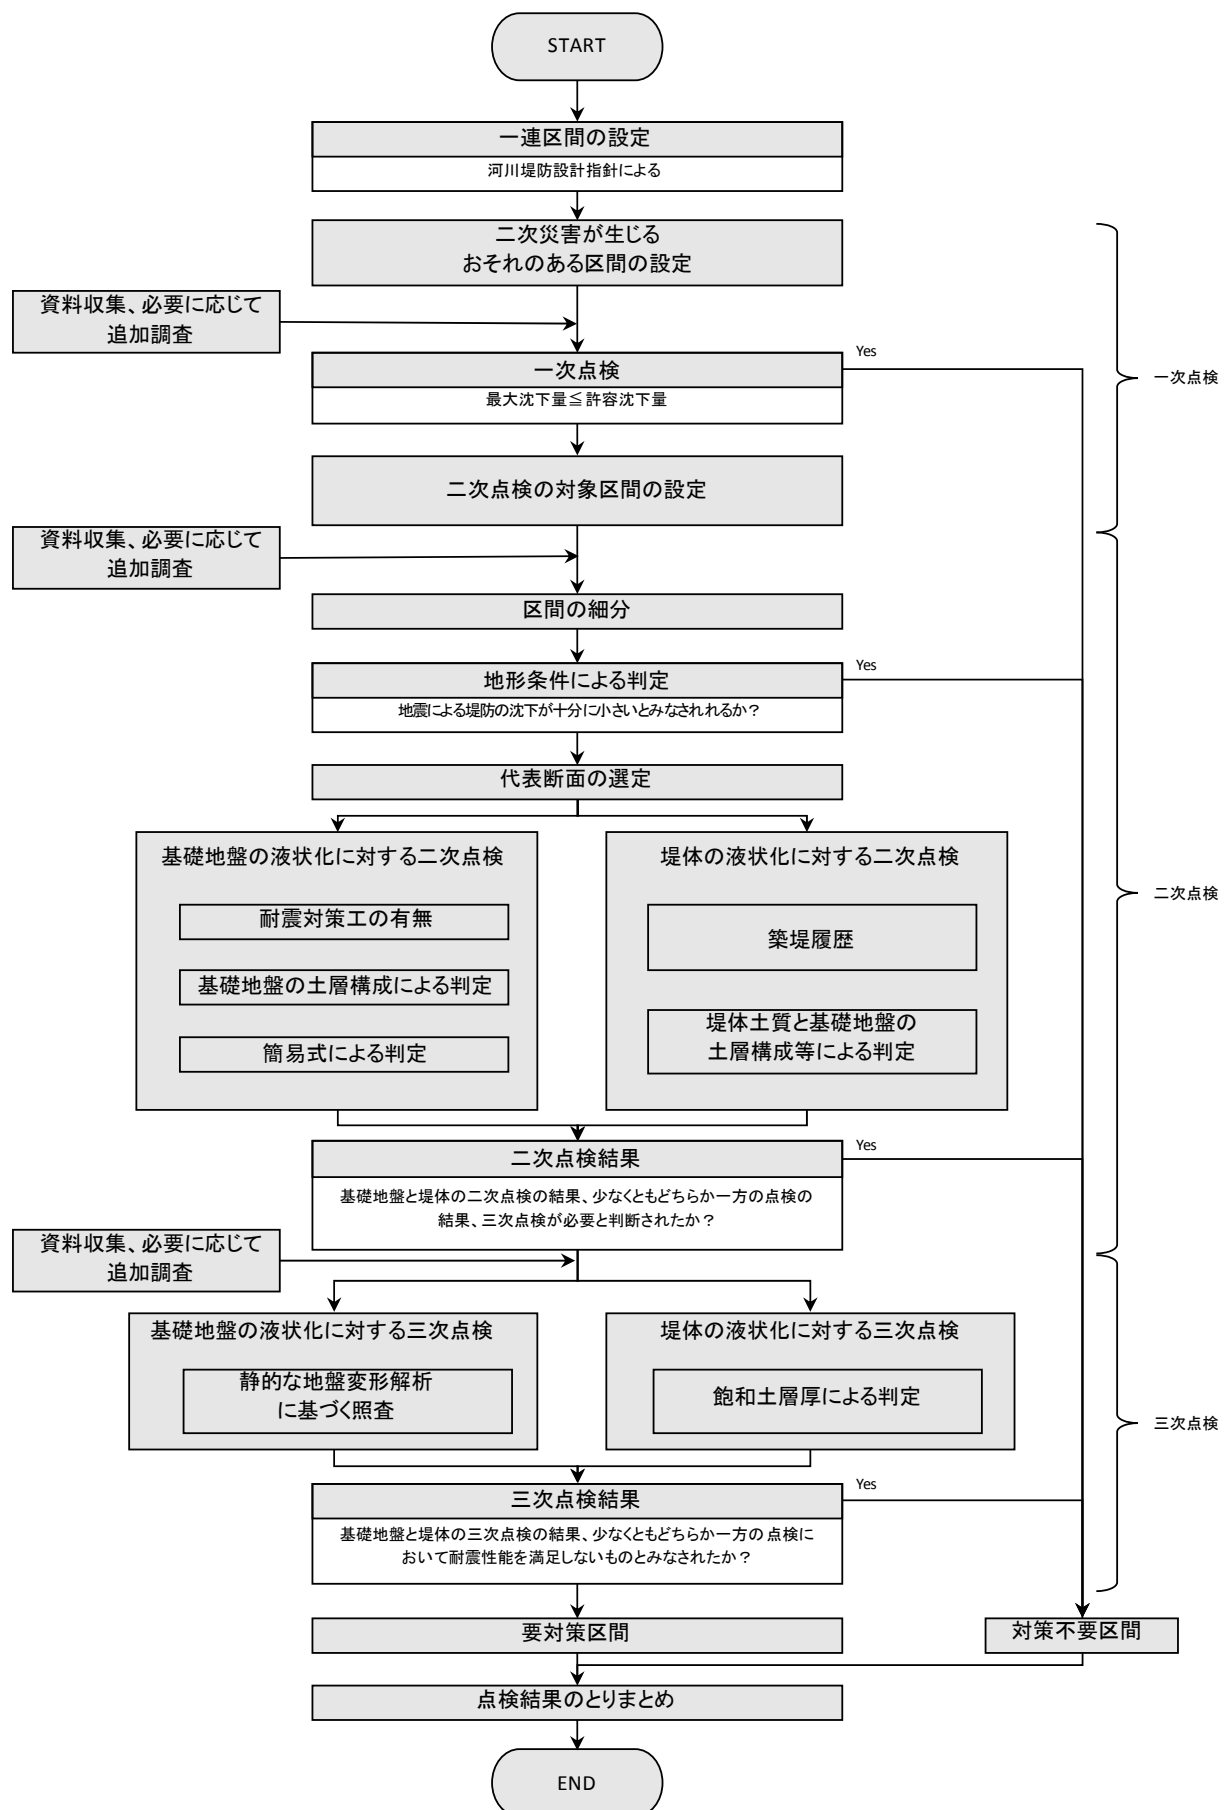 START
一連区間の設定
河川堤防設計指針による
二次災害が生じる
おそれのある区間の設定
資料収集、必要に応じて
追加調査
一次点検
最大沈下量≦許容沈下量
Yes
一次点検
二次点検の対象区間の設定
資料収集、必要に応じて
追加調査
区間の細分
地形条件による判定
地震による堤防の沈下が十分に小さいとみなされれるか？
Yes
代表断面の選定
基礎地盤の液状化に対する二次点検
耐震対策工の有無
基礎地盤の土層構成による判定
簡易式による判定
堤体の液状化に対する二次点検
築堤履歴
堤体土質と基礎地盤の
土層構成等による判定
二次点検
二次点検結果
基礎地盤と堤体の二次点検の結果、少なくともどちらか一方の点検の
結果、三次点検が必要と判断されたか？
Yes
資料収集、必要に応じて
追加調査
基礎地盤の液状化に対する三次点検
静的な地盤変形解析
に基づく照査
堤体の液状化に対する三次点検
飽和土層厚による判定
三次点検
三次点検結果
基礎地盤と堤体の三次点検の結果、少なくともどちらか一方の点検に
おいて耐震性能を満足しないものとみなされたか？
Yes
要対策区間
対策不要区間
点検結果のとりまとめ
END